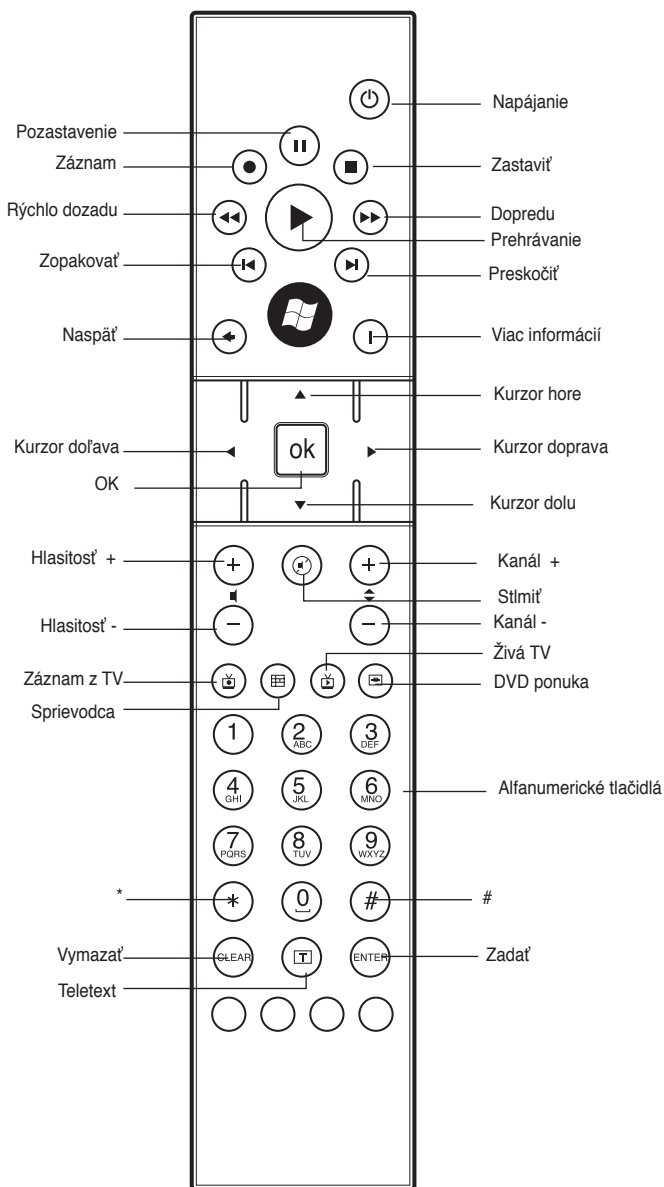 Napájanie
Pozastavenie
Záznam
Zastaviť
Rýchlo dozadu
Dopredu
Prehrávanie
Zopakovať
Preskočiť
Naspäť
Viac informácií
Kurzor hore
Kurzor doľava
ok
Kurzor doprava
OK
Kurzor dolu
Hlasitosť +
Kanál +
Stlmiť
Hlasitosť -
Kanál -
Živá TV
Záznam z TV
DVD ponuka
Sprievodca
1 2 3
ABC DEF
4 5 6
GHI JKL MNO
Alfanumerické tlačidlá
7 8 9
PQRS TUV WXYZ
*
* 0 #
#
Vymazať
CLEAR T ENTER
Zadať
Teletext